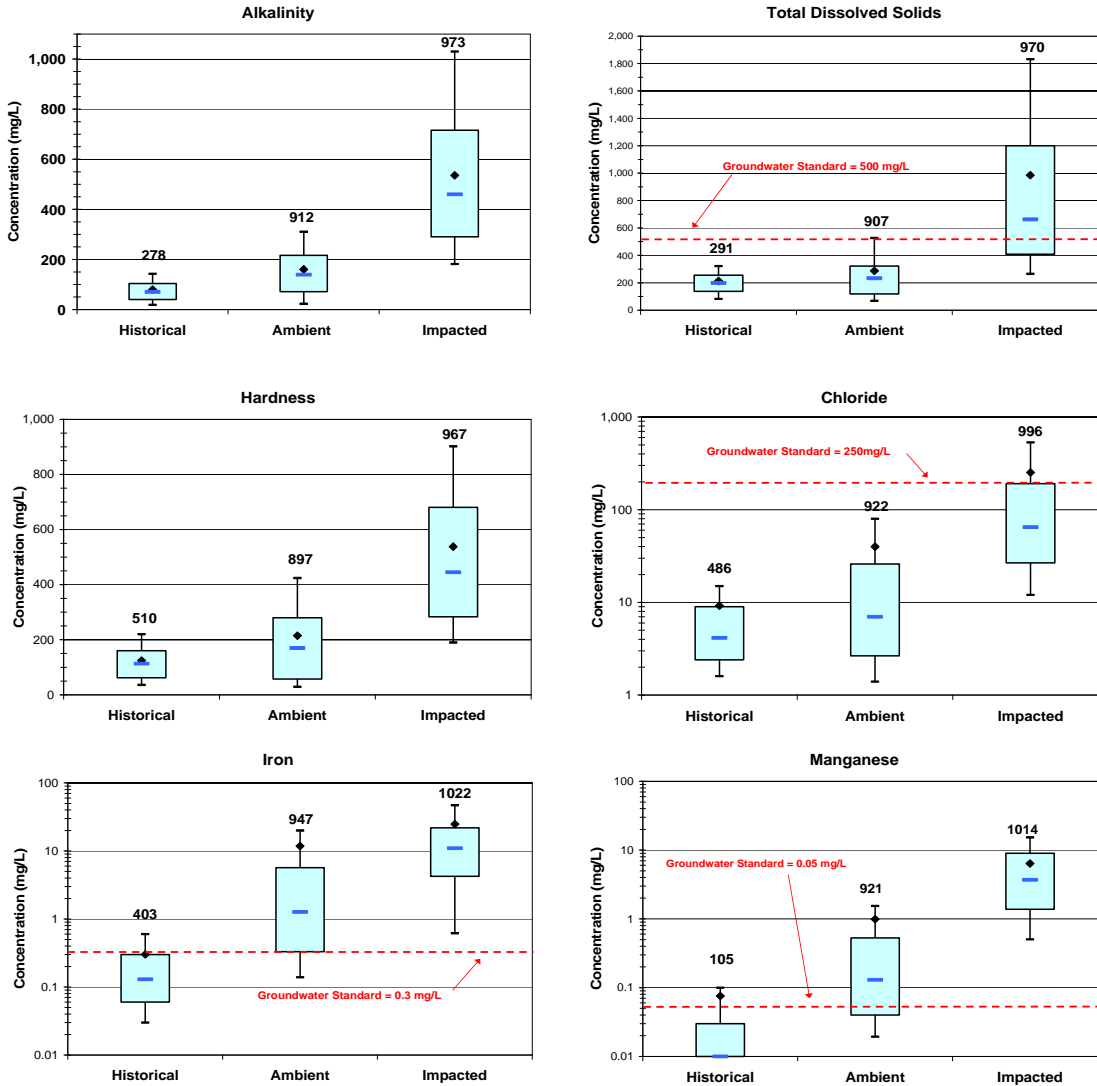 Alkalinity
1,000
800
600
400
200
0
Concentration (mg/L)
278
912
973
Historical
Ambient
Impacted
Total Dissolved Solids
2,000
1,800
1,600
1,400
1,200
1,000
800
600
400
200
0
Concentration (mg/L)
Groundwater Standard = 500 mg/L
291
907
970
Historical
Ambient
Impacted
Hardness
1,000
800
600
400
200
0
Concentration (mg/L)
510
897
967
Historical
Ambient
Impacted
Chloride
1,000
100
10
1
Concentration (mg/L)
Groundwater Standard = 250mg/L
486
922
996
Historical
Ambient
Impacted
Iron
100
10
1
0.1
0.01
Concentration (mg/L)
403
947
1022
Groundwater Standard = 0.3 mg/L
Historical
Ambient
Impacted
Manganese
100
10
1
0.1
0.01
Concentration (mg/L)
Groundwater Standard = 0.05 mg/L
105
921
1014
Historical
Ambient
Impacted